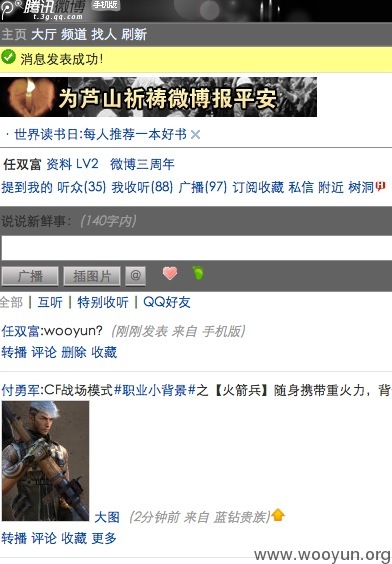 腾讯微博 手机版
t.3g.qq.com
主页 大厅 频道 找人 刷新
消息发表成功!
为芦山祈祷微博报平安
· 世界读书日:每人推荐一本好书
任双富 资料 LV2 微博三周年
提到我的 听众(35) 我收听(88) 广播(97) 订阅收藏 私信 附近 树洞
说说新鲜事: (140字内)
广播 插图片 @
全部 | 互听 | 特别收听 | QQ好友
任双富:wooyun? (刚刚发表 来自 手机版)
转播 评论 删除 收藏
付勇军:CF战场模式#职业小背景#之【火箭兵】随身携带重火力，背
大图 (2分钟前 来自 蓝钻贵族)
转播 评论 收藏 更多
www.wooyun.org